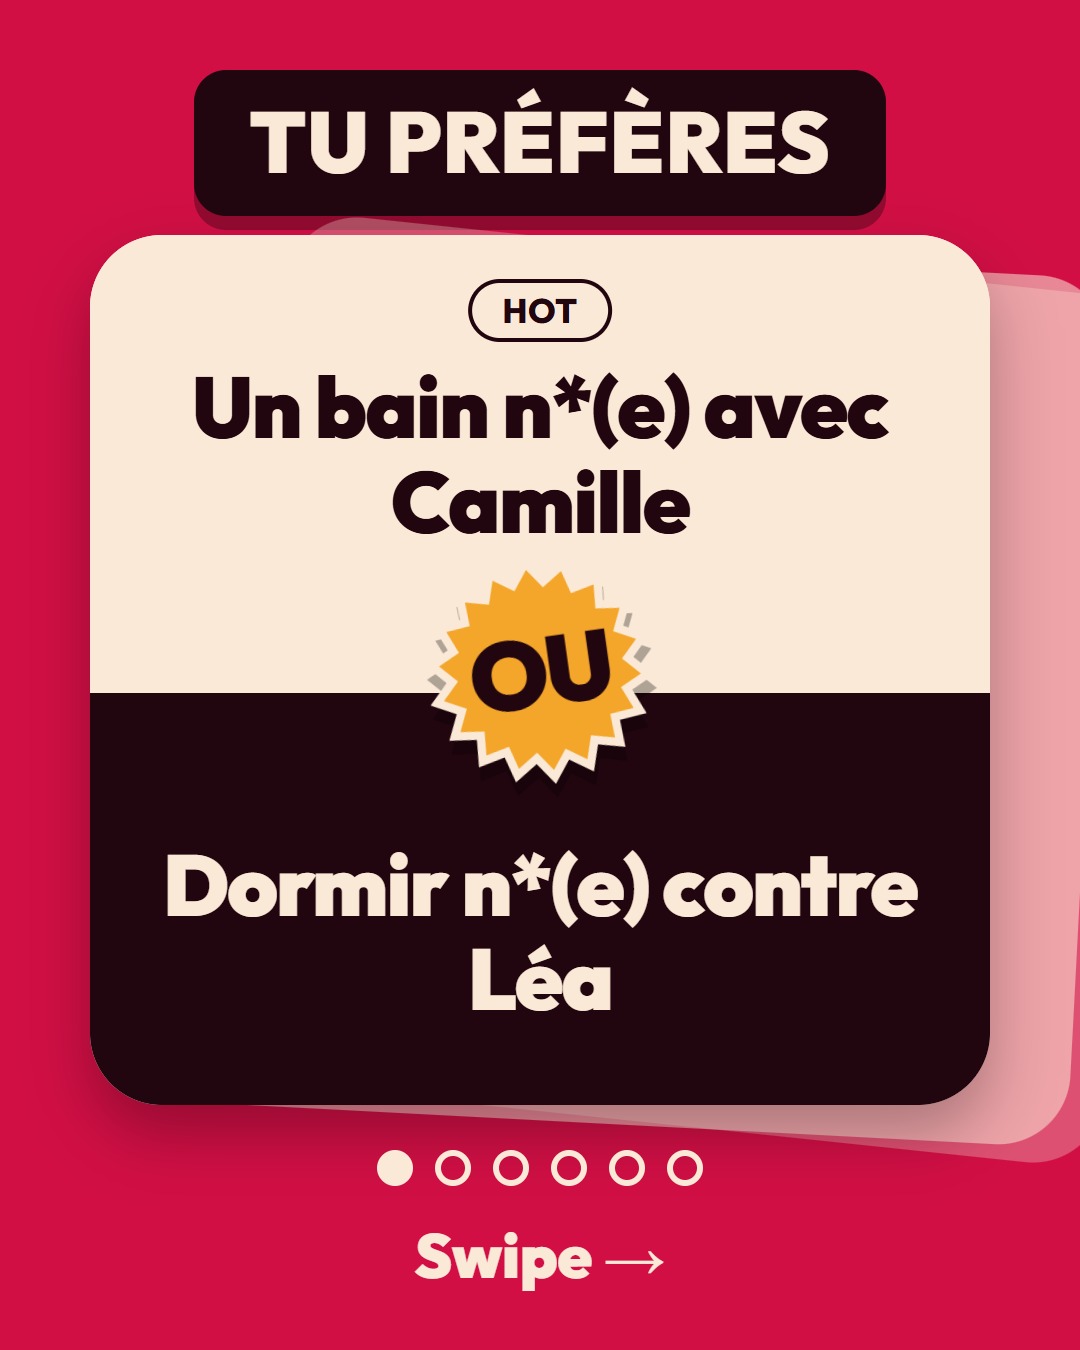 TU PRÉFÈRES
HOT
Un bain n*(e) avec
Camille
OU
Dormir n*(e) contre
Léa
Swipe →